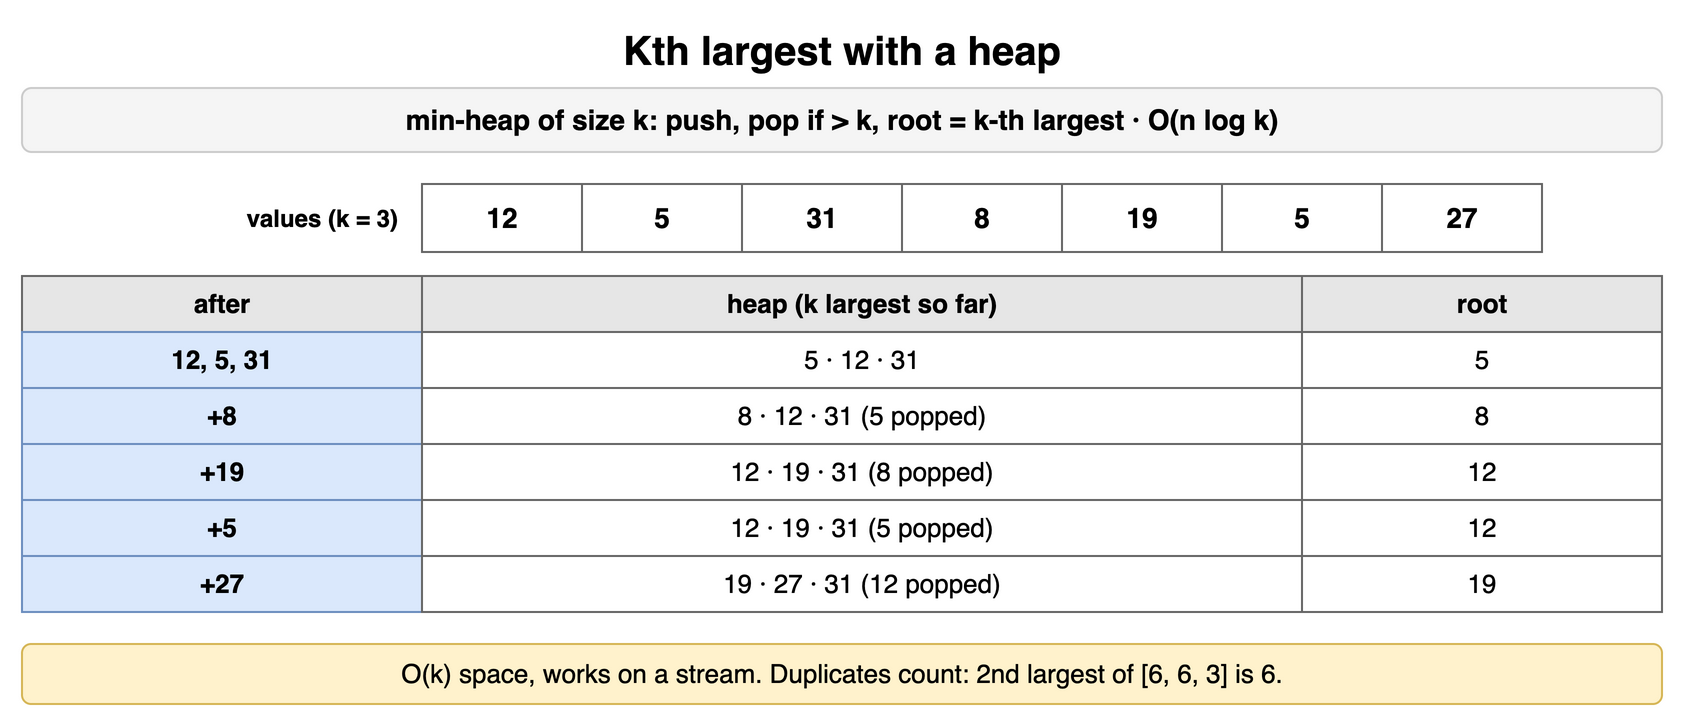 Kth largest with a heap
min-heap of size k: push, pop if > k, root = k-th largest · O(n log k)
values (k = 3) 12 5 31 8 19 5 27
after heap (k largest so far) root
12, 5, 31 5 · 12 · 31 5
+8 8 · 12 · 31 (5 popped) 8
+19 12 · 19 · 31 (8 popped) 12
+5 12 · 19 · 31 (5 popped) 12
+27 19 · 27 · 31 (12 popped) 19
O(k) space, works on a stream. Duplicates count: 2nd largest of [6, 6, 3] is 6.